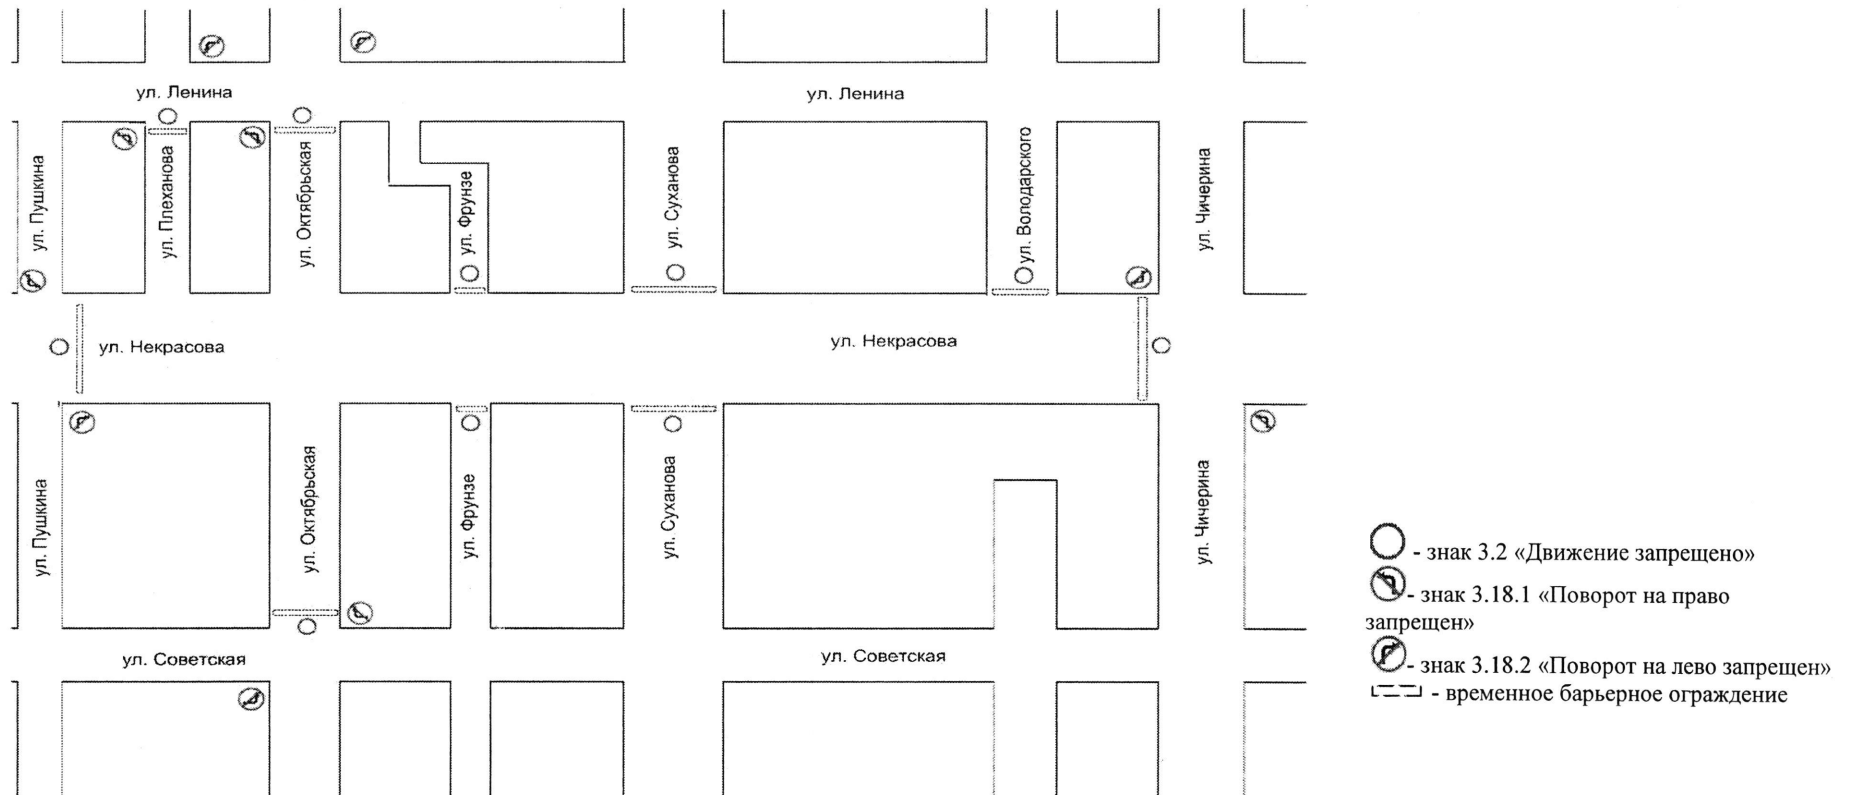 ул. Ленина
ул. Ленина
ул. Пушкина
ул. Плеханова
ул. Октябрьская
ул. Фрунзе
ул. Суханова
ул. Володарского
ул. Чичерина
ул. Некрасова
ул. Некрасова
ул. Пушкина
ул. Октябрьская
ул. Фрунзе
ул. Суханова
ул. Чичерина
ул. Советская
ул. Советская
- знак 3.2 «Движение запрещено»
- знак 3.18.1 «Поворот на право
запрещен»
- знак 3.18.2 «Поворот на лево запрещен»
- временное барьерное ограждение